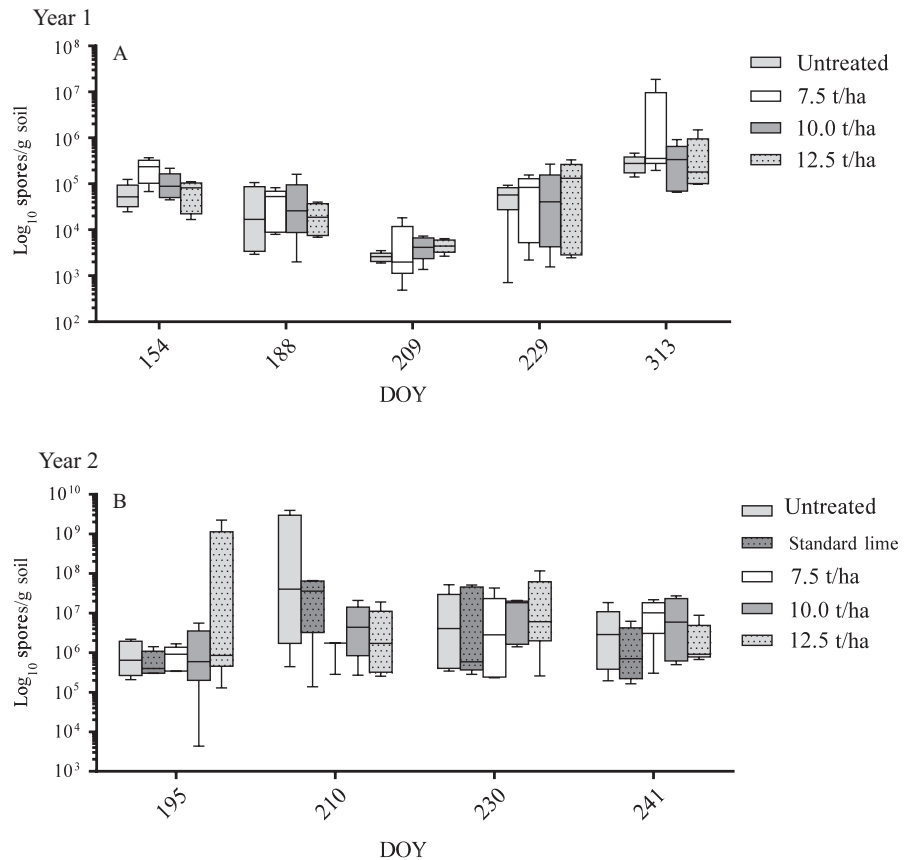 Year 1
A
Log10 spores/g soil
10^8
10^7
10^6
10^5
10^4
10^3
10^2
154
188
209
229
313
DOY
Untreated
7.5 t/ha
10.0 t/ha
12.5 t/ha
Year 2
B
Log10 spores/g soil
10^10
10^9
10^8
10^7
10^6
10^5
10^4
10^3
195
210
230
241
DOY
Untreated
Standard lime
7.5 t/ha
10.0 t/ha
12.5 t/ha